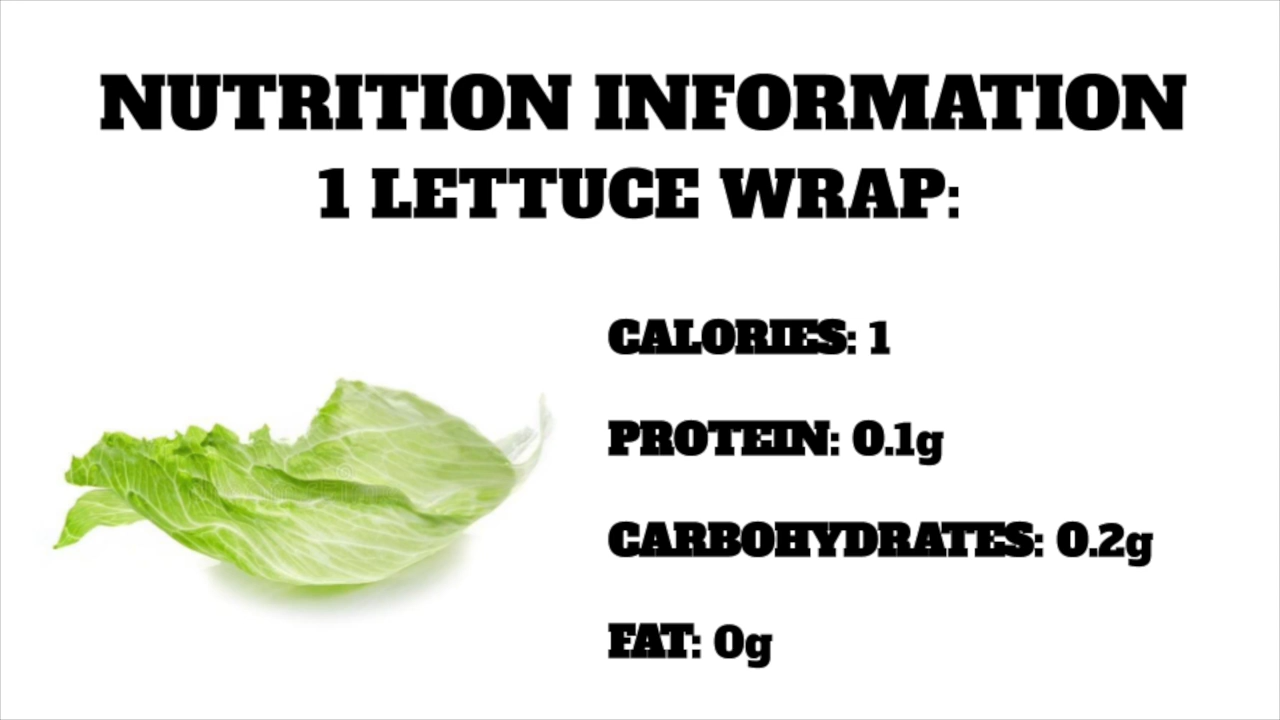 NUTRITION INFORMATION
1 LETTUCE WRAP:
CALORIES: 1
PROTEIN: 0.1g
CARBOHYDRATES: 0.2g
FAT: 0g